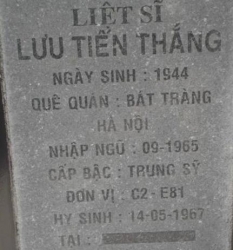 LIỆT SĨ
LƯU TIẾN THẮNG
NGÀY SINH : 1944
QUÊ QUÁN : BÁT TRÀNG
HÀ NỘI
NHẬP NGŨ : 09-1965
CẤP BẬC : TRUNG SỸ
ĐƠN VỊ : C2-E81
HY SINH : 14-05-1967
TẠI :